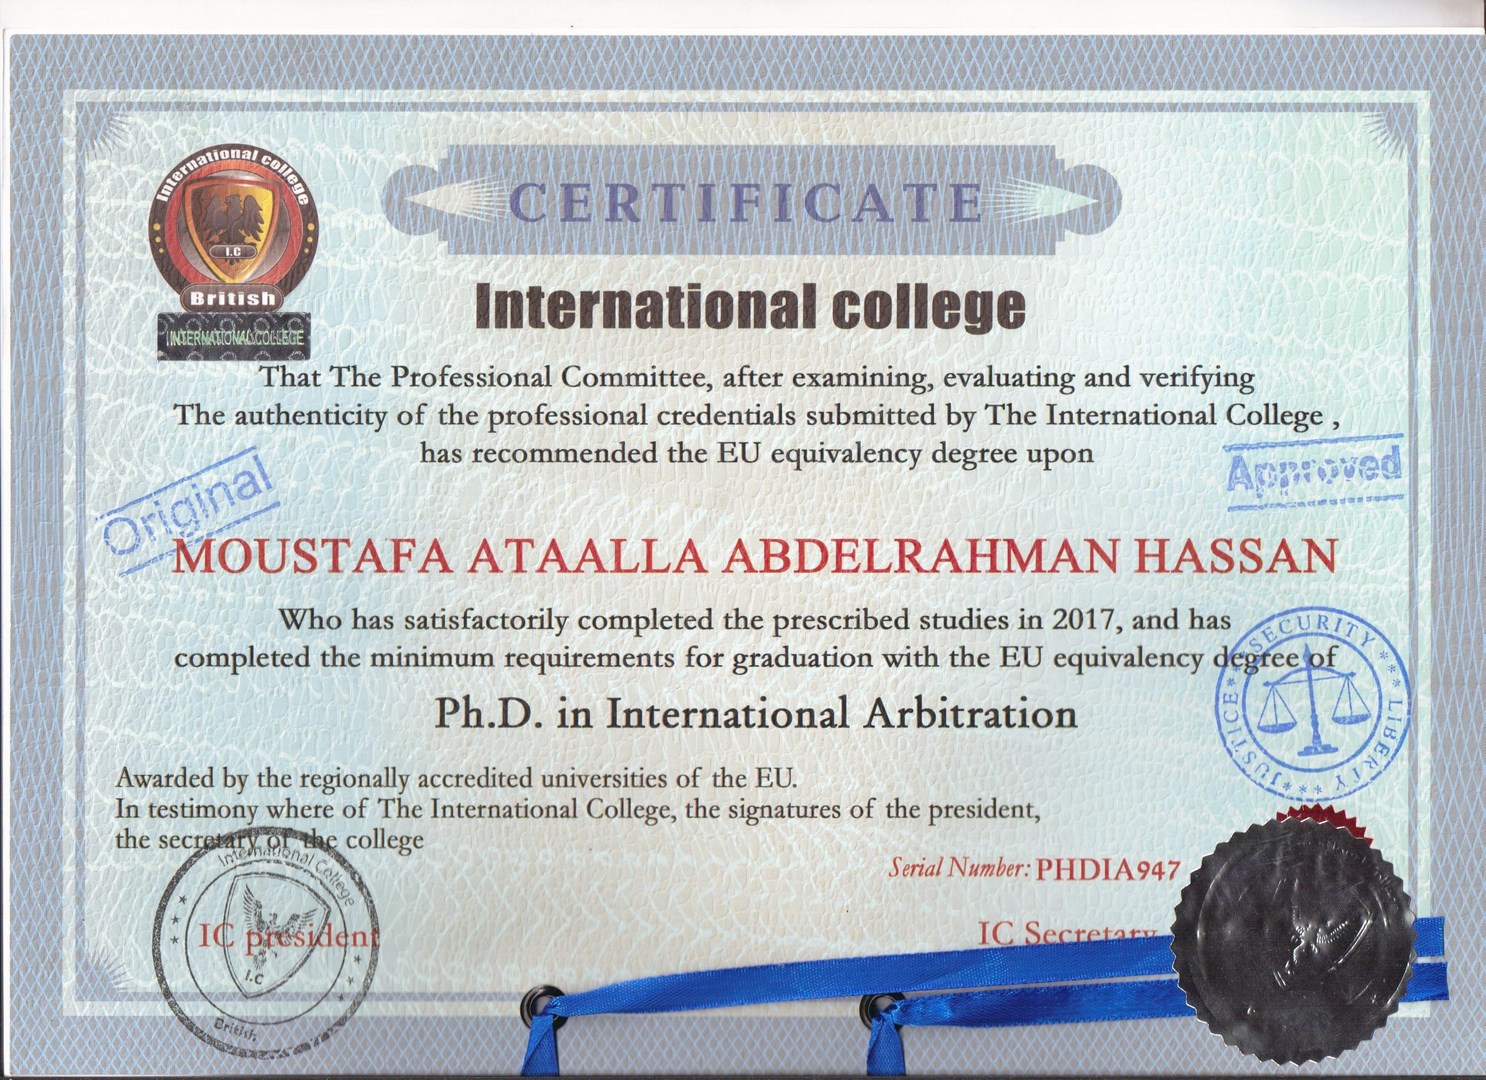 International college
I.C
British
INTERNATIONAL COLLEGE
CERTIFICATE
International college
That The Professional Committee, after examining, evaluating and verifying
The authenticity of the professional credentials submitted by The International College ,
has recommended the EU equivalency degree upon
Original
Approved
MOUSTAFA ATAALLA ABDELRAHMAN HASSAN
Who has satisfactorily completed the prescribed studies in 2017, and has
completed the minimum requirements for graduation with the EU equivalency degree of
Ph.D. in International Arbitration
JUSTICE *** SECURITY *** LIBERTY ***
Awarded by the regionally accredited universities of the EU.
In testimony where of The International College, the signatures of the president,
the secretary of the college
Serial Number: PHDIA947
IC president
IC Secretary
International College
I.C
British